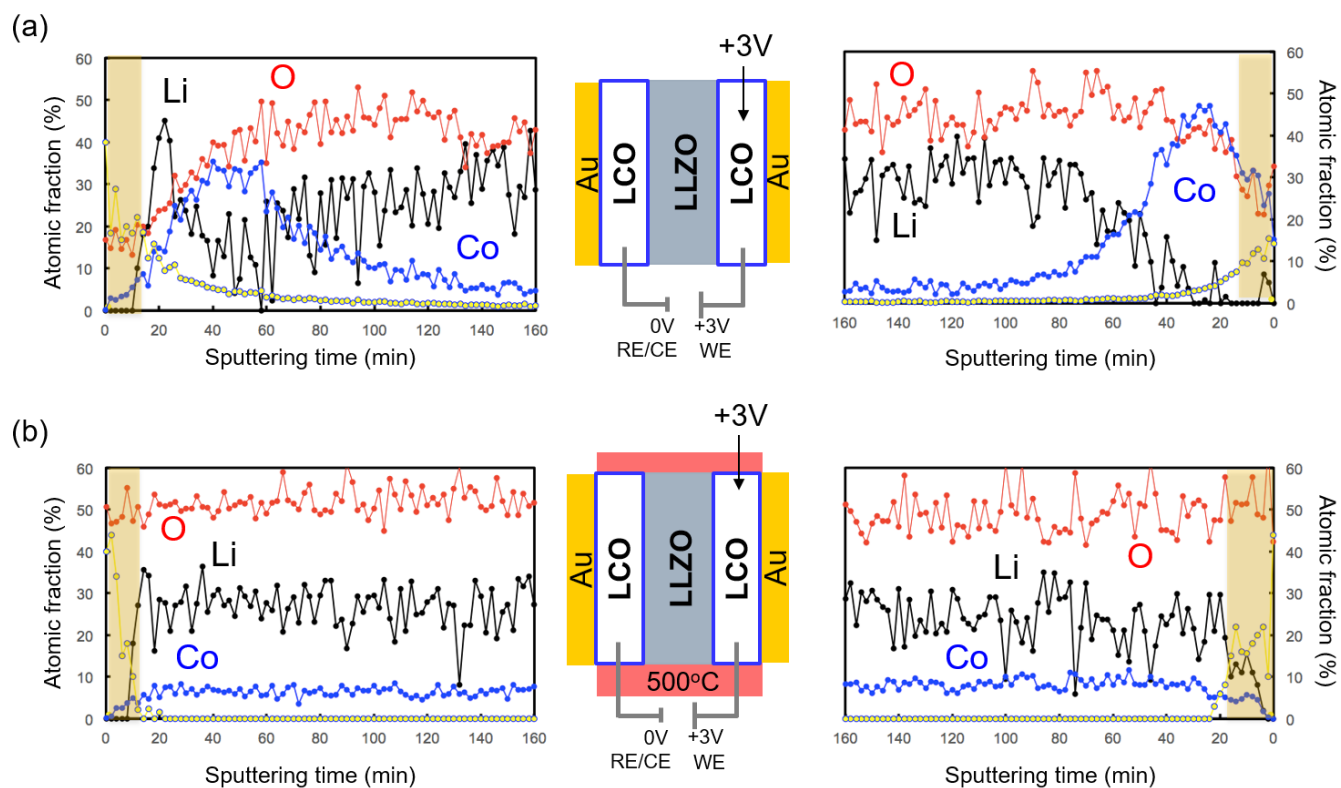 (a)
+3V
60
50
40
30
20
10
0
Atomic fraction (%)
Li
O
Co
0
20
40
60
80
100
120
140
160
Sputtering time (min)
Au
LCO
LLZO
LCO
Au
0V
+3V
RE/CE
WE
O
Li
Co
160
140
120
100
80
60
40
20
0
Sputtering time (min)
60
50
40
30
20
10
0
Atomic fraction (%)
(b)
+3V
60
50
40
30
20
10
0
Atomic fraction (%)
O
Li
Co
0
20
40
60
80
100
120
140
160
Sputtering time (min)
Au
LCO
LLZO
LCO
Au
500°C
0V
+3V
RE/CE
WE
O
Li
Co
160
140
120
100
80
60
40
20
0
Sputtering time (min)
60
50
40
30
20
10
0
Atomic fraction (%)